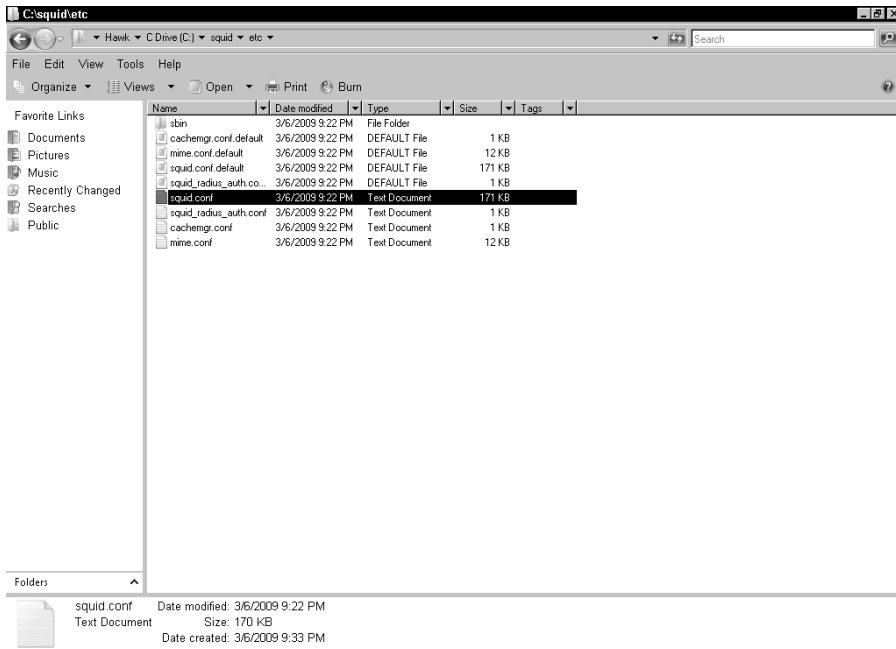 C:\squid\etc
Hawk C Drive (C:) squid etc
Search
File Edit View Tools Help
Organize Views Open Print Burn
Favorite Links
Documents
Pictures
Music
Recently Changed
Searches
Public
Name Date modified Type Size Tags
sbin 3/6/2009 9:22 PM File Folder
cachemgr.conf.default 3/6/2009 9:22 PM DEFAULT File 1 KB
mime.conf.default 3/6/2009 9:22 PM DEFAULT File 12 KB
squid.conf.default 3/6/2009 9:22 PM DEFAULT File 171 KB
squid_radius_auth.co... 3/6/2009 9:22 PM DEFAULT File 1 KB
squid.conf 3/6/2009 9:22 PM Text Document 171 KB
squid_radius_auth.conf 3/6/2009 9:22 PM Text Document 1 KB
cachemgr.conf 3/6/2009 9:22 PM Text Document 1 KB
mime.conf 3/6/2009 9:22 PM Text Document 12 KB
Folders
squid.conf Date modified: 3/6/2009 9:22 PM
Text Document Size: 170 KB
Date created: 3/6/2009 9:33 PM